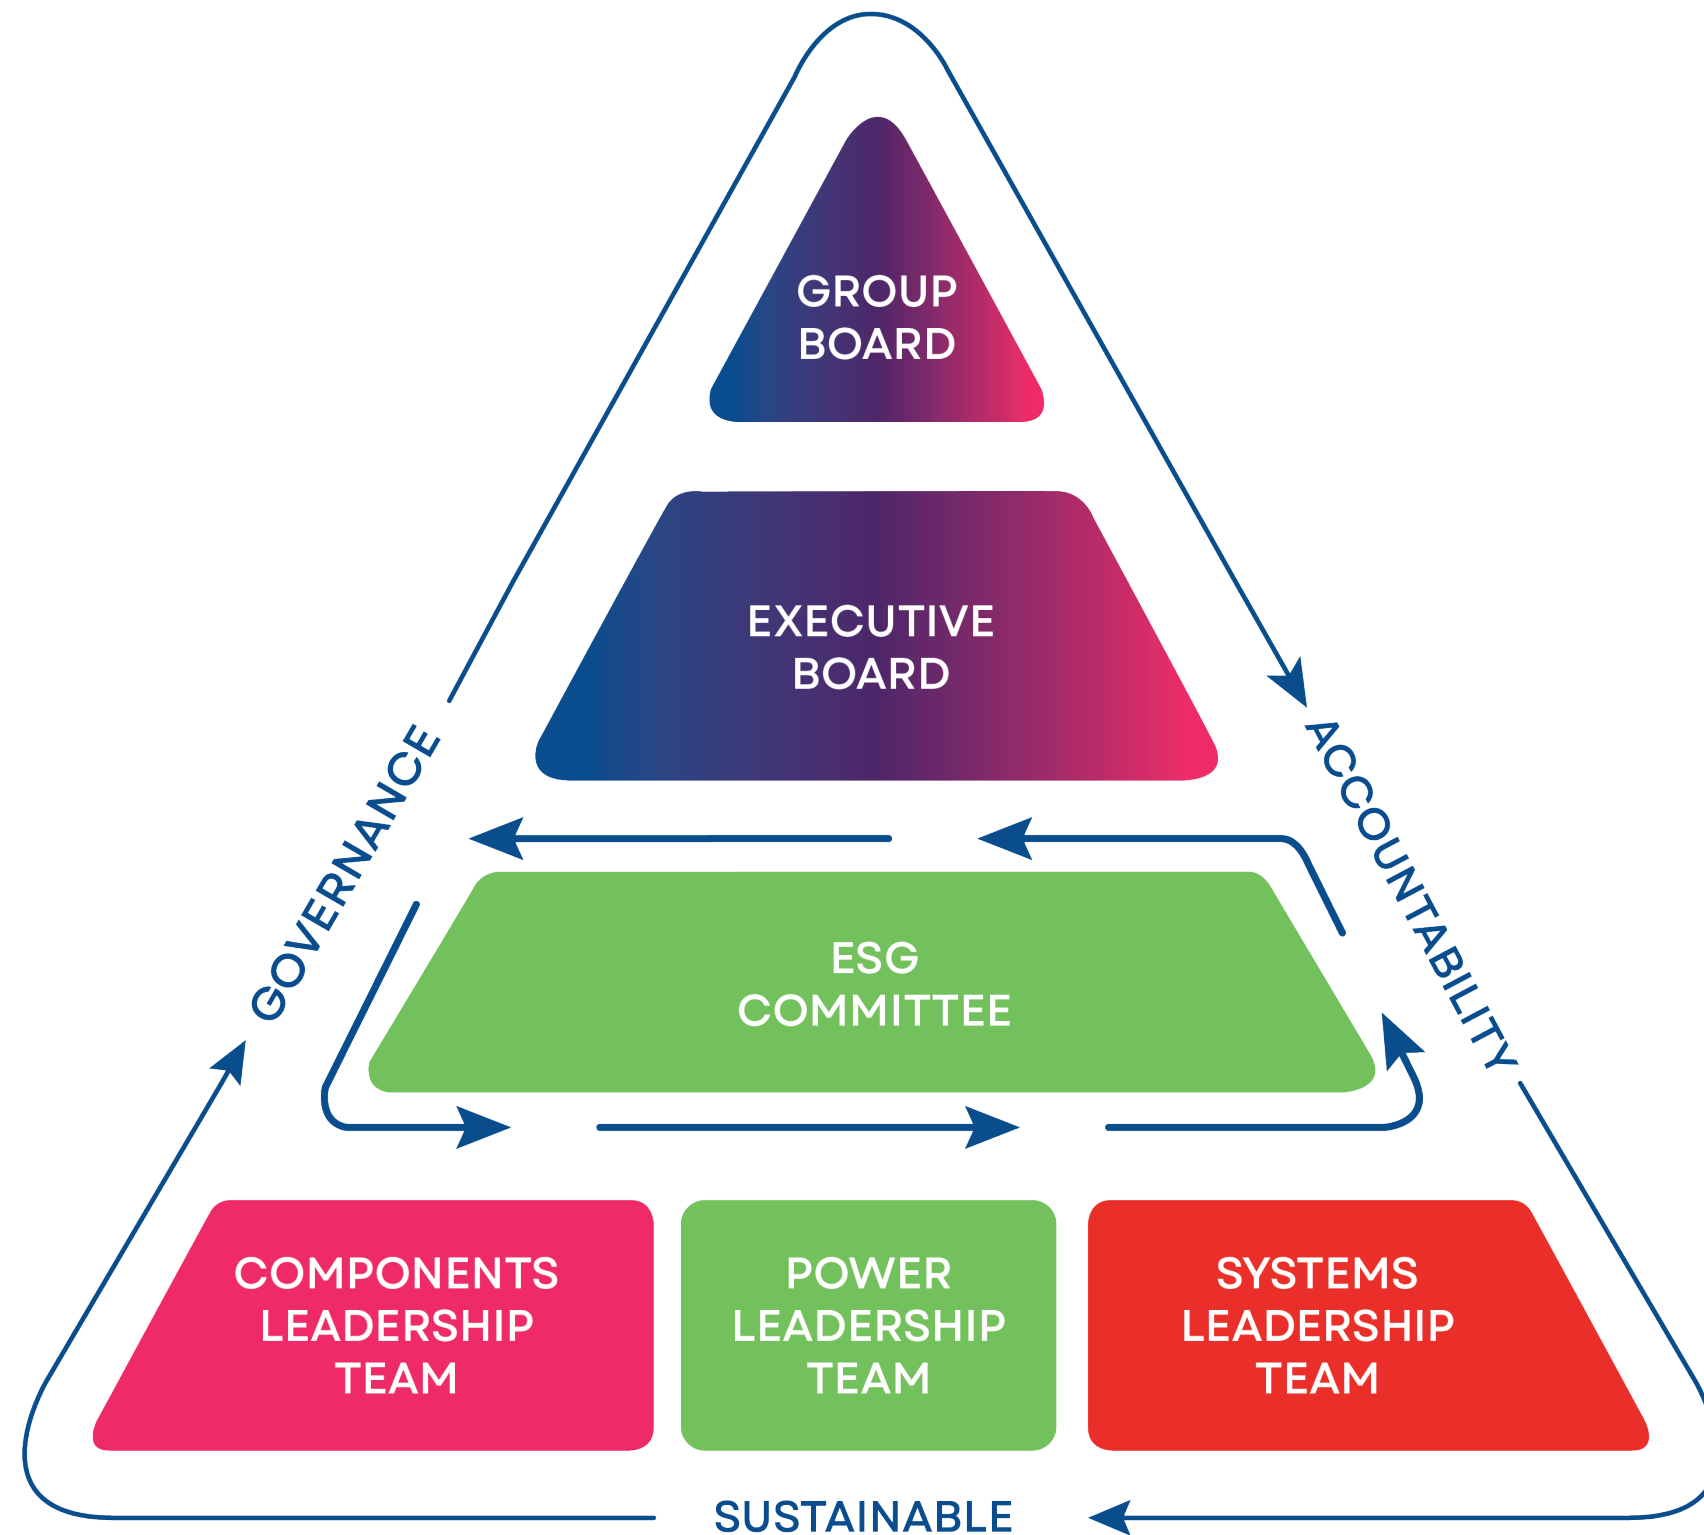 GROUP
BOARD
EXECUTIVE
BOARD
GOVERNANCE
ACCOUNTABILITY
ESG
COMMITTEE
COMPONENTS
LEADERSHIP
TEAM
POWER
LEADERSHIP
TEAM
SYSTEMS
LEADERSHIP
TEAM
SUSTAINABLE